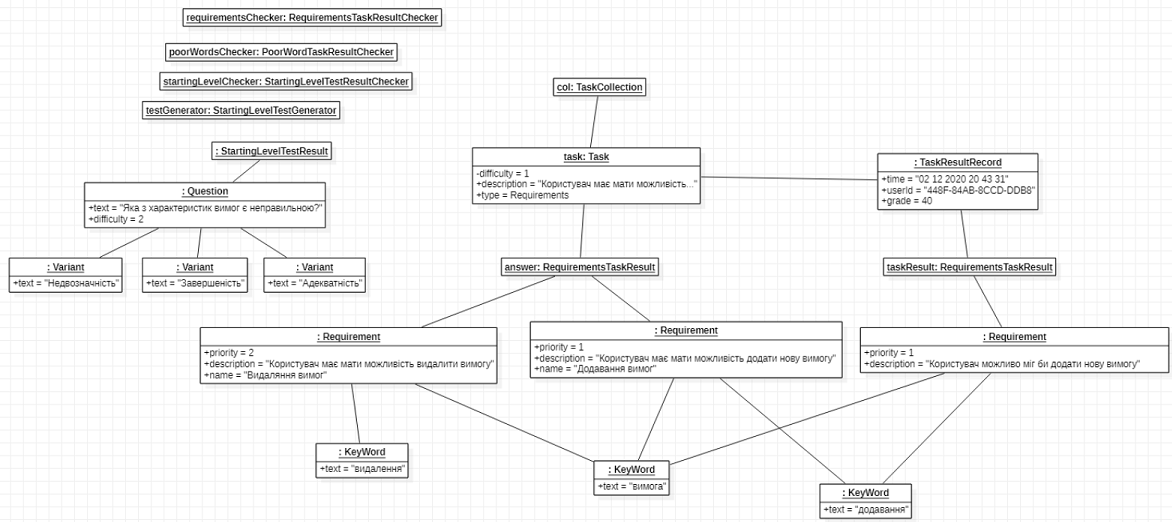 requirementsChecker: RequirementsTaskResultChecker
poorWordsChecker: PoorWordTaskResultChecker
startingLevelChecker: StartingLevelTestResultChecker
testGenerator: StartingLevelTestGenerator
: StartingLevelTestResult
: Question
+text = "Яка з характеристик вимог є неправильною?"
+difficulty = 2
: Variant
+text = "Недвозначність"
: Variant
+text = "Завершеність"
: Variant
+text = "Адекватність"
col: TaskCollection
task: Task
-difficulty = 1
+description = "Користувач має мати можливість..."
+type = Requirements
: TaskResultRecord
+time = "02 12 2020 20 43 31"
+userId = "448F-84AB-8CCD-DDB8"
+grade = 40
answer: RequirementsTaskResult
taskResult: RequirementsTaskResult
: Requirement
+priority = 2
+description = "Користувач має мати можливість видалити вимогу"
+name = "Видаляння вимог"
: Requirement
+priority = 1
+description = "Користувач має мати можливість додати нову вимогу"
+name = "Додавання вимог"
: Requirement
+priority = 1
+description = "Користувач можливо міг би додати нову вимогу"
: KeyWord
+text = "видалення"
: KeyWord
+text = "вимога"
: KeyWord
+text = "додавання"